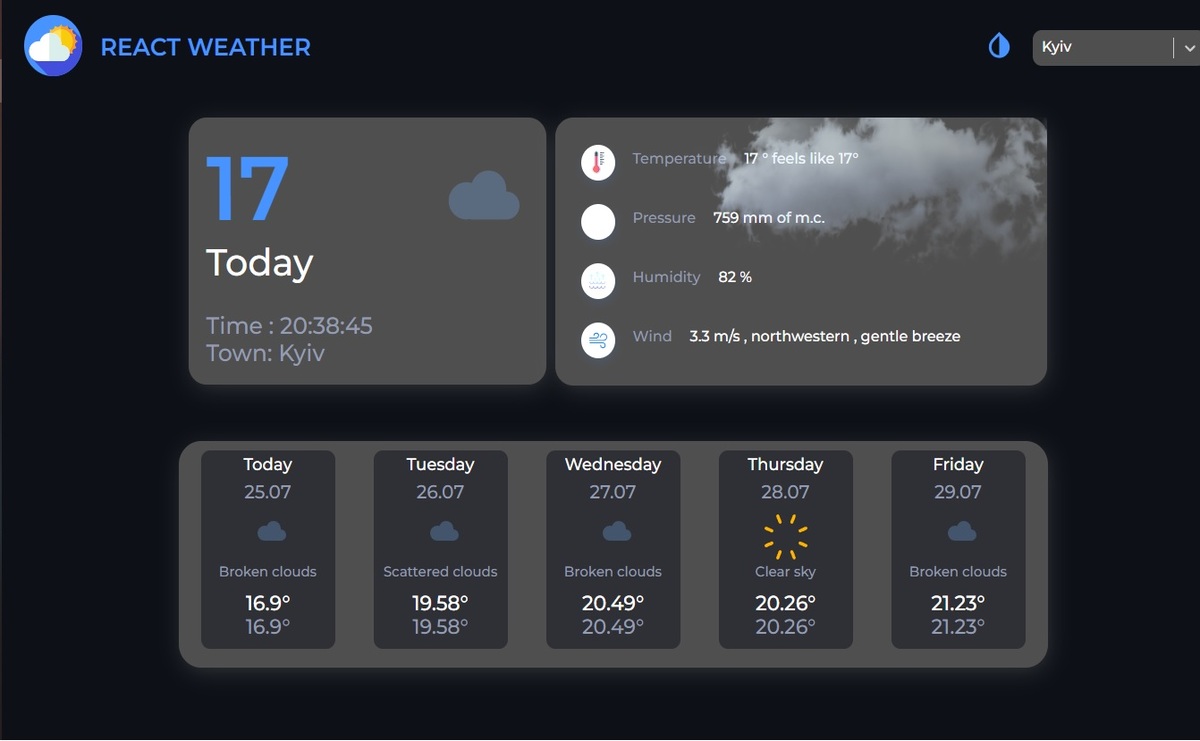 REACT WEATHER
Kyiv
17
Today
Time : 20:38:45
Town: Kyiv
Temperature 17 ° feels like 17°
Pressure 759 mm of m.c.
Humidity 82 %
Wind 3.3 m/s , northwestern , gentle breeze
Today
25.07
Broken clouds
16.9°
16.9°
Tuesday
26.07
Scattered clouds
19.58°
19.58°
Wednesday
27.07
Broken clouds
20.49°
20.49°
Thursday
28.07
Clear sky
20.26°
20.26°
Friday
29.07
Broken clouds
21.23°
21.23°